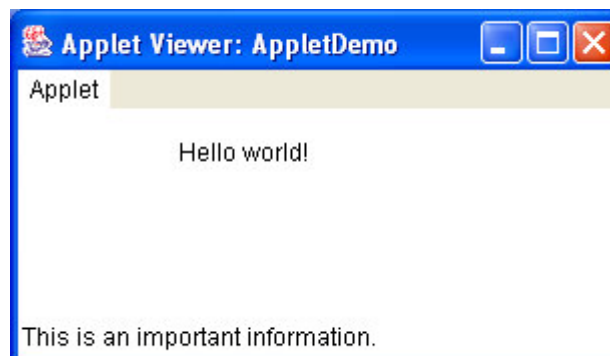 Applet Viewer: AppletDemo
Applet
Hello world!
This is an important information.